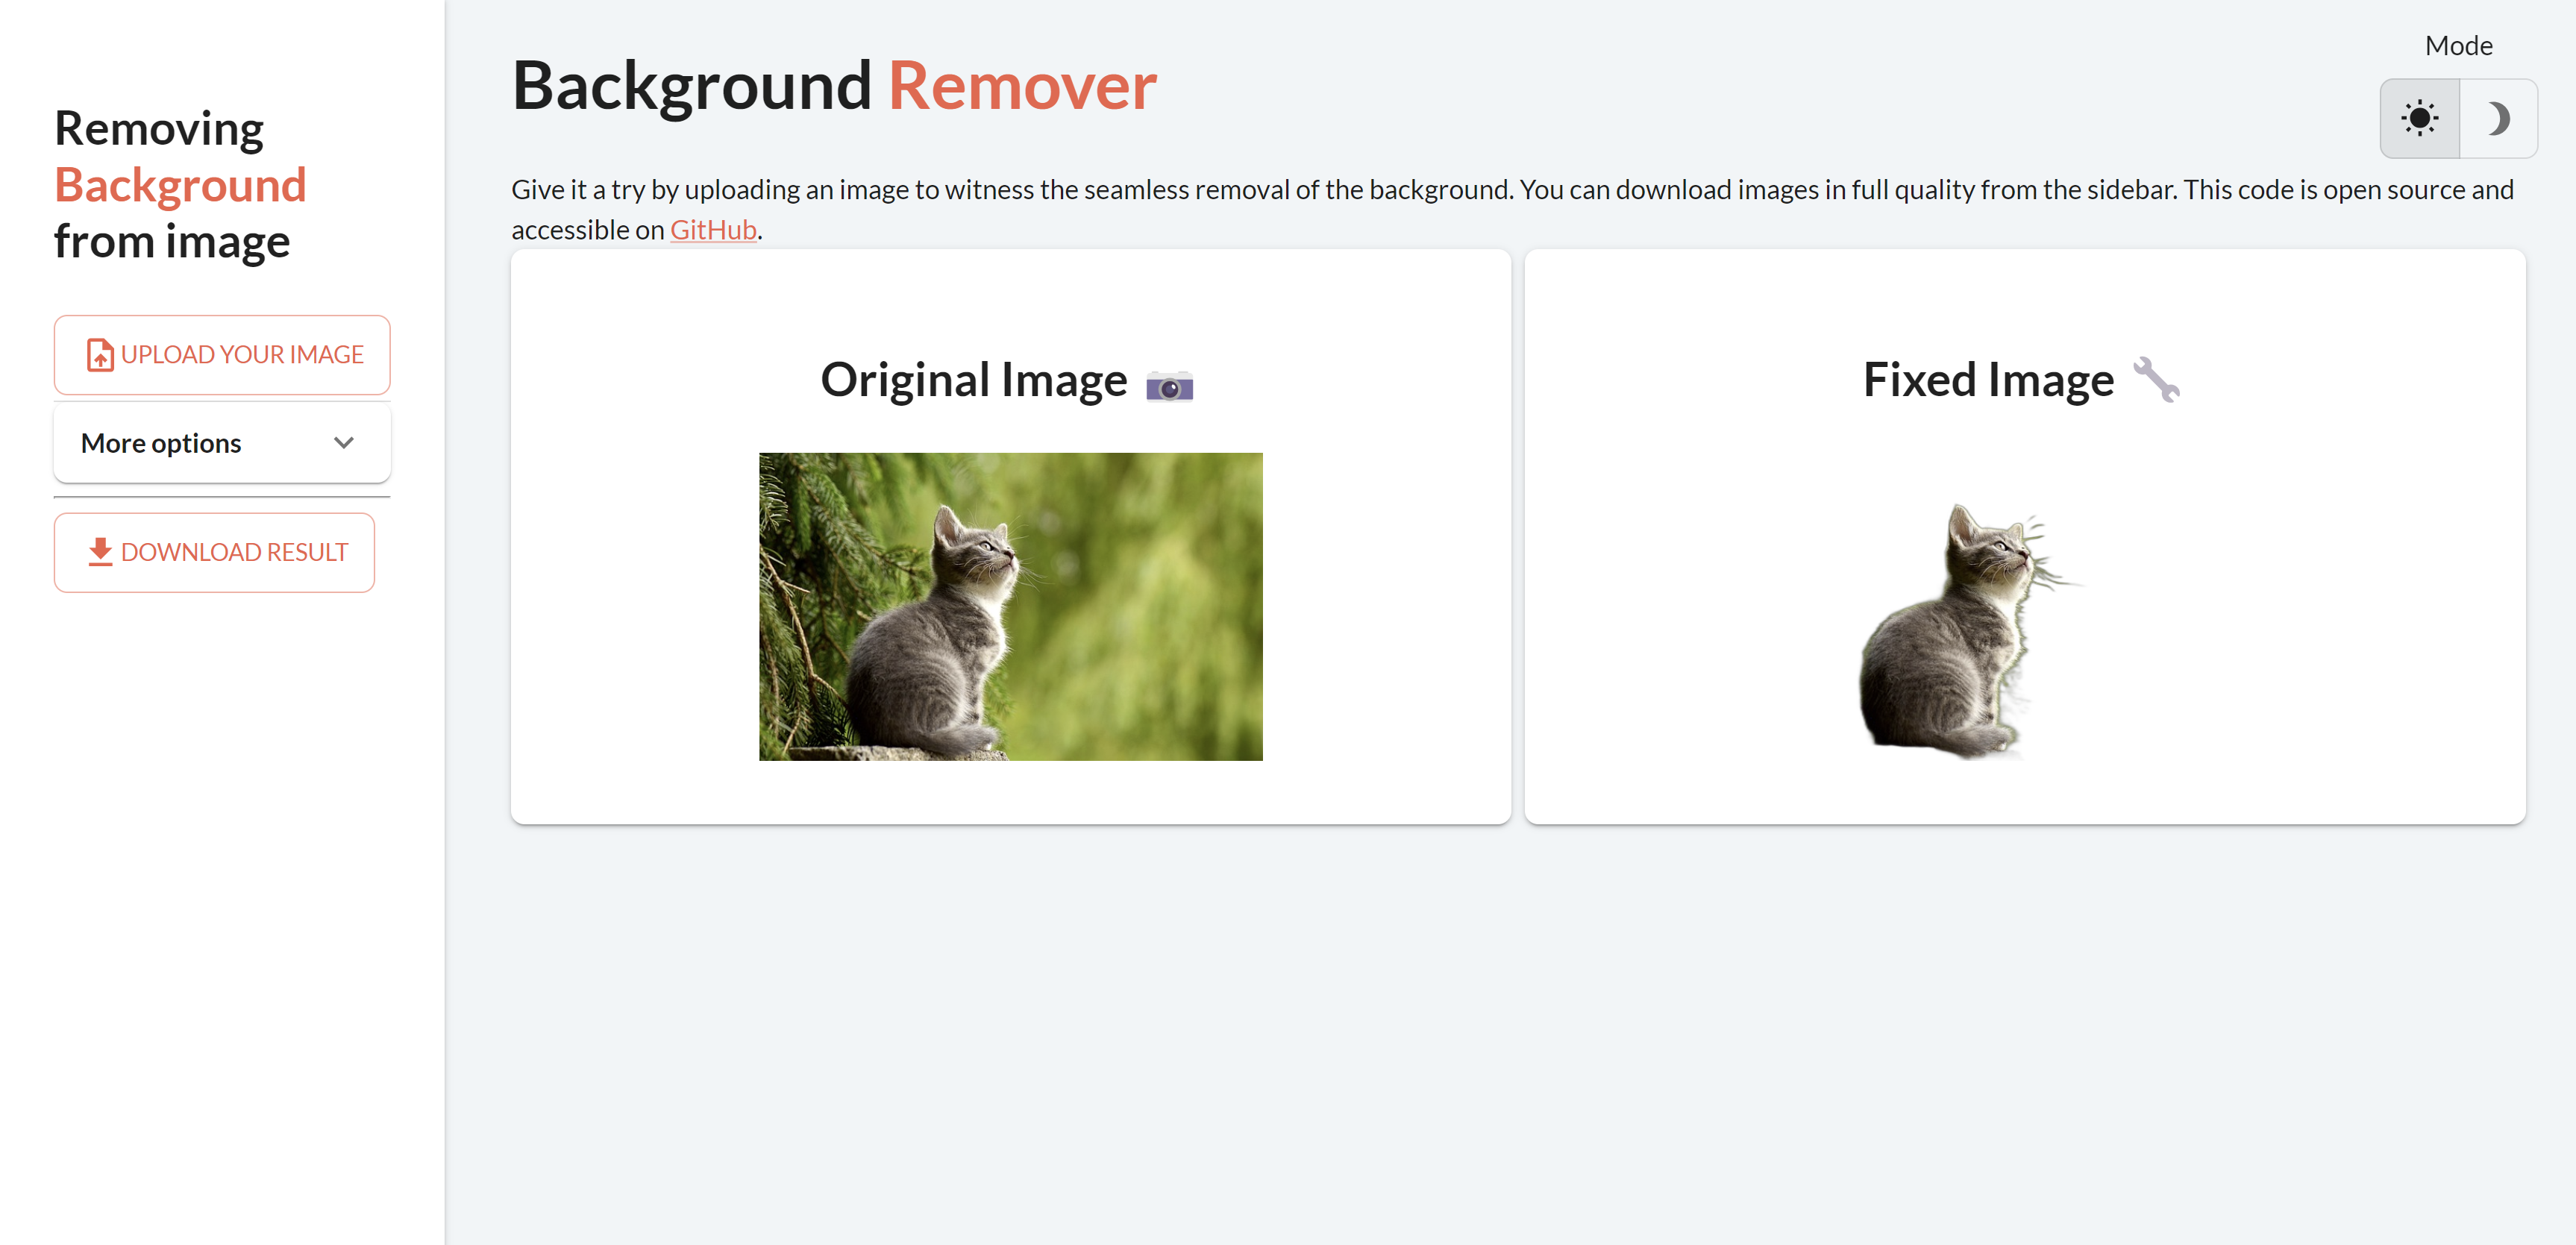 Removing
Background
from image
UPLOAD YOUR IMAGE
More options
DOWNLOAD RESULT
Background Remover
Mode
Give it a try by uploading an image to witness the seamless removal of the background. You can download images in full quality from the sidebar. This code is open source and
accessible on GitHub.
Original Image
Fixed Image